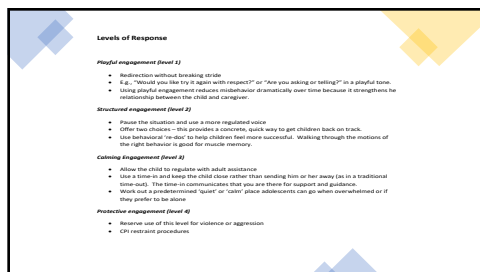 Levels of Response
Playful engagement (level 1)
• Redirection without breaking stride
• E.g., "Would you like try it again with respect?" or "Are you asking or telling?" in a playful tone.
• Using playful engagement reduces misbehavior dramatically over time because it strengthens he
relationship between the child and caregiver.
Structured engagement (level 2)
• Pause the situation and use a more regulated voice
• Offer two choices – this provides a concrete, quick way to get children back on track.
• Use behavioral 're-dos' to help children feel more successful. Walking through the motions of
the right behavior is good for muscle memory.
Calming Engagement (level 3)
• Allow the child to regulate with adult assistance
• Use a time-in and keep the child close rather than sending him or her away (as in a traditional
time-out). The time-in communicates that you are there for support and guidance.
• Work out a predetermined 'quiet' or 'calm' place adolescents can go when overwhelmed or if
they prefer to be alone
Protective engagement (level 4)
• Reserve use of this level for violence or aggression
• CPI restraint procedures